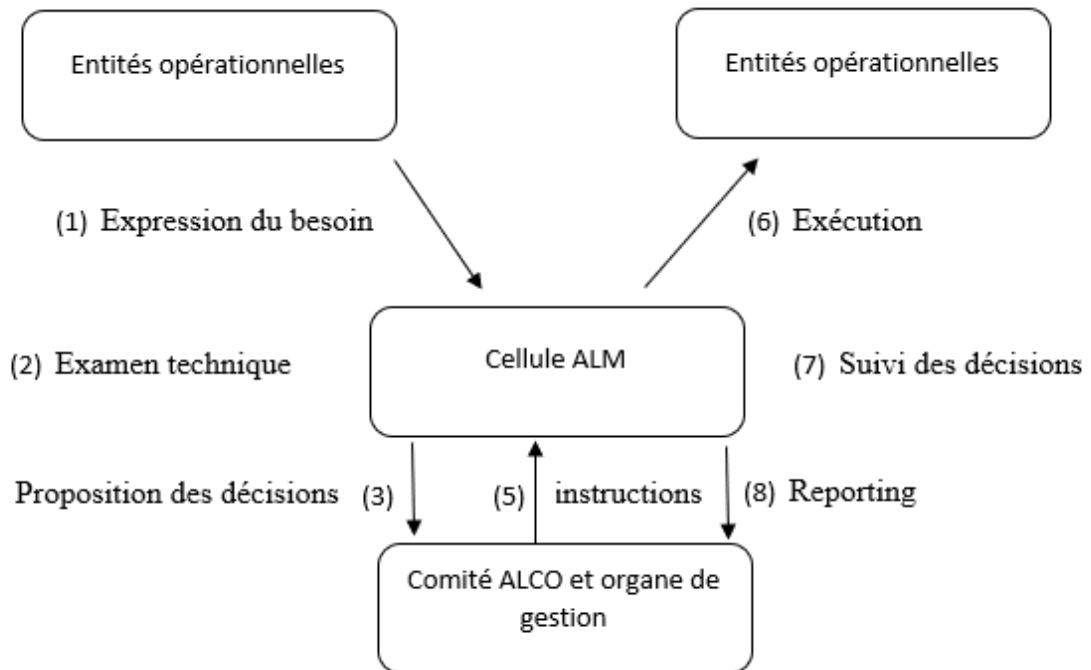 Entités opérationnelles
Entités opérationnelles
(1) Expression du besoin
(6) Exécution
(2) Examen technique
Cellule ALM
(7) Suivi des décisions
Proposition des décisions (3)
(5) instructions
(8) Reporting
Comité ALCO et organe de
gestion